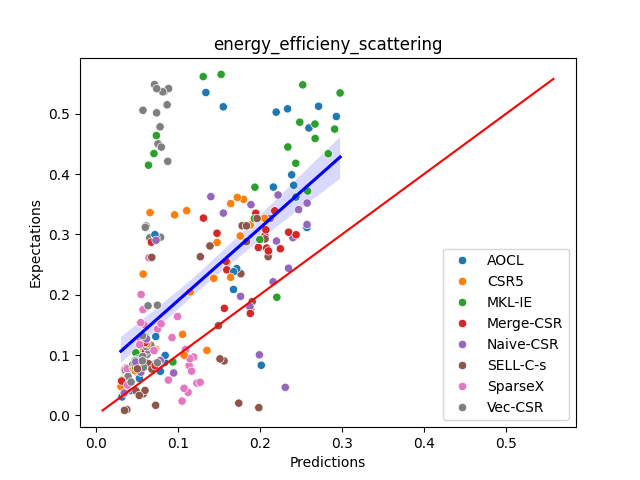 energy_efficieny_scattering
Expectations
0.5
0.4
0.3
0.2
0.1
0.0
0.0 0.1 0.2 0.3 0.4 0.5
Predictions
AOCL
CSR5
MKL-IE
Merge-CSR
Naive-CSR
SELL-C-s
SparseX
Vec-CSR